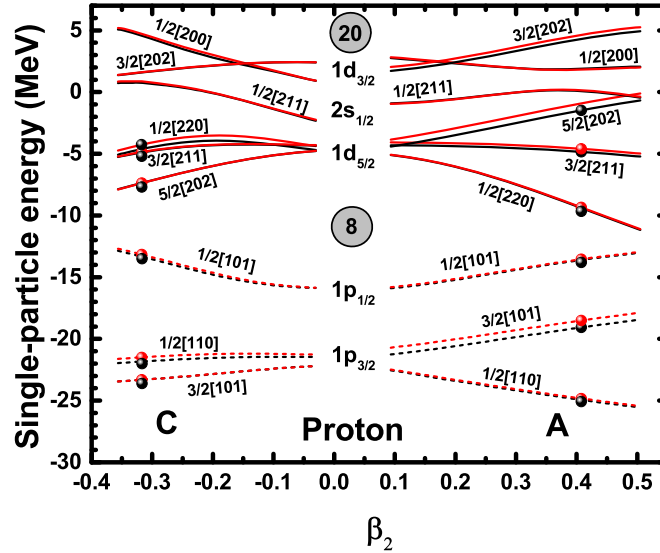 5
0
-5
-10
-15
-20
-25
-30
Single-particle energy (MeV)
1/2[200]
20
3/2[202]
3/2[202]
1d3/2
1/2[200]
1/2[211]
2s1/2
1/2[211]
1/2[220]
3/2[211]
1d5/2
5/2[202]
5/2[202]
3/2[211]
1/2[220]
8
1/2[101]
1p1/2
1/2[101]
1/2[110]
1p3/2
3/2[101]
3/2[101]
1/2[110]
C
Proton
A
-0.4 -0.3 -0.2 -0.1 0.0 0.1 0.2 0.3 0.4 0.5
β2